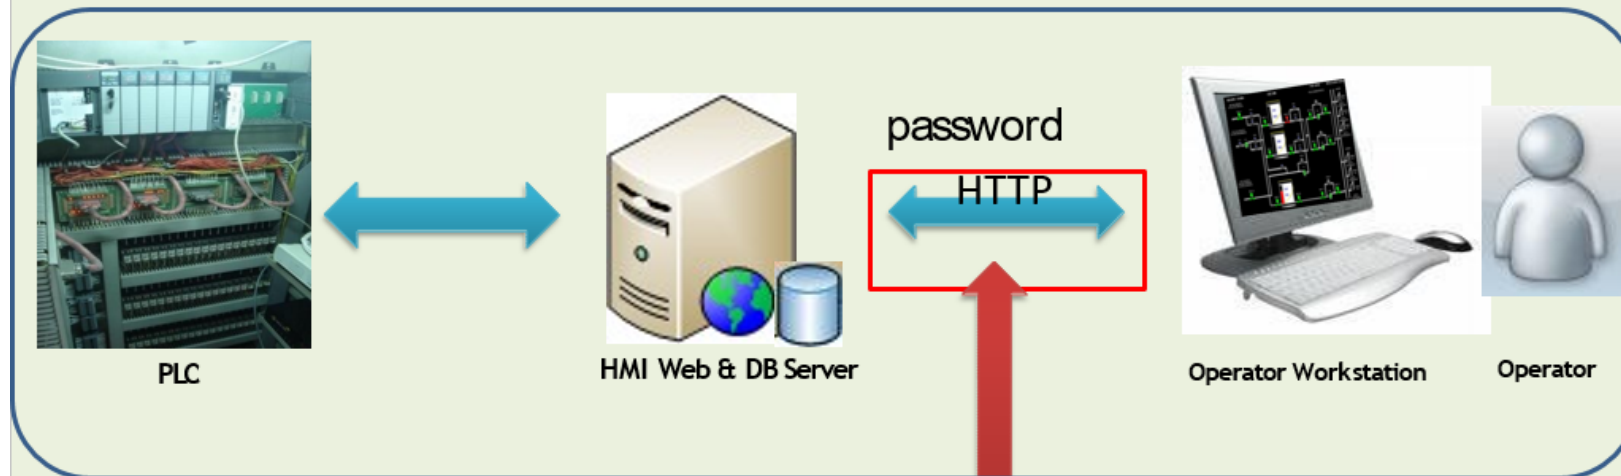 password
HTTP
PLC
HMI Web & DB Server
Operator Workstation
Operator